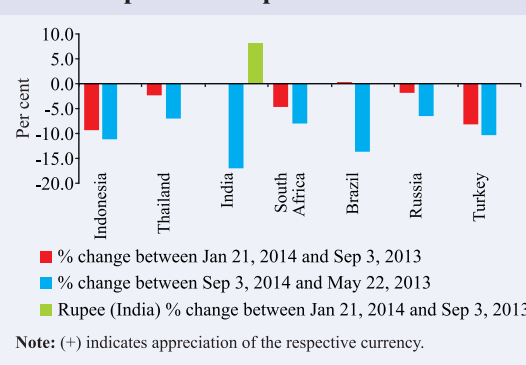 10.0
5.0
0.0
-5.0
-10.0
-15.0
-20.0
Per cent
Indonesia
Thailand
India
South
Africa
Brazil
Russia
Turkey
% change between Jan 21, 2014 and Sep 3, 2013
% change between Sep 3, 2014 and May 22, 2013
Rupee (India) % change between Jan 21, 2014 and Sep 3, 2013
Note: (+) indicates appreciation of the respective currency.